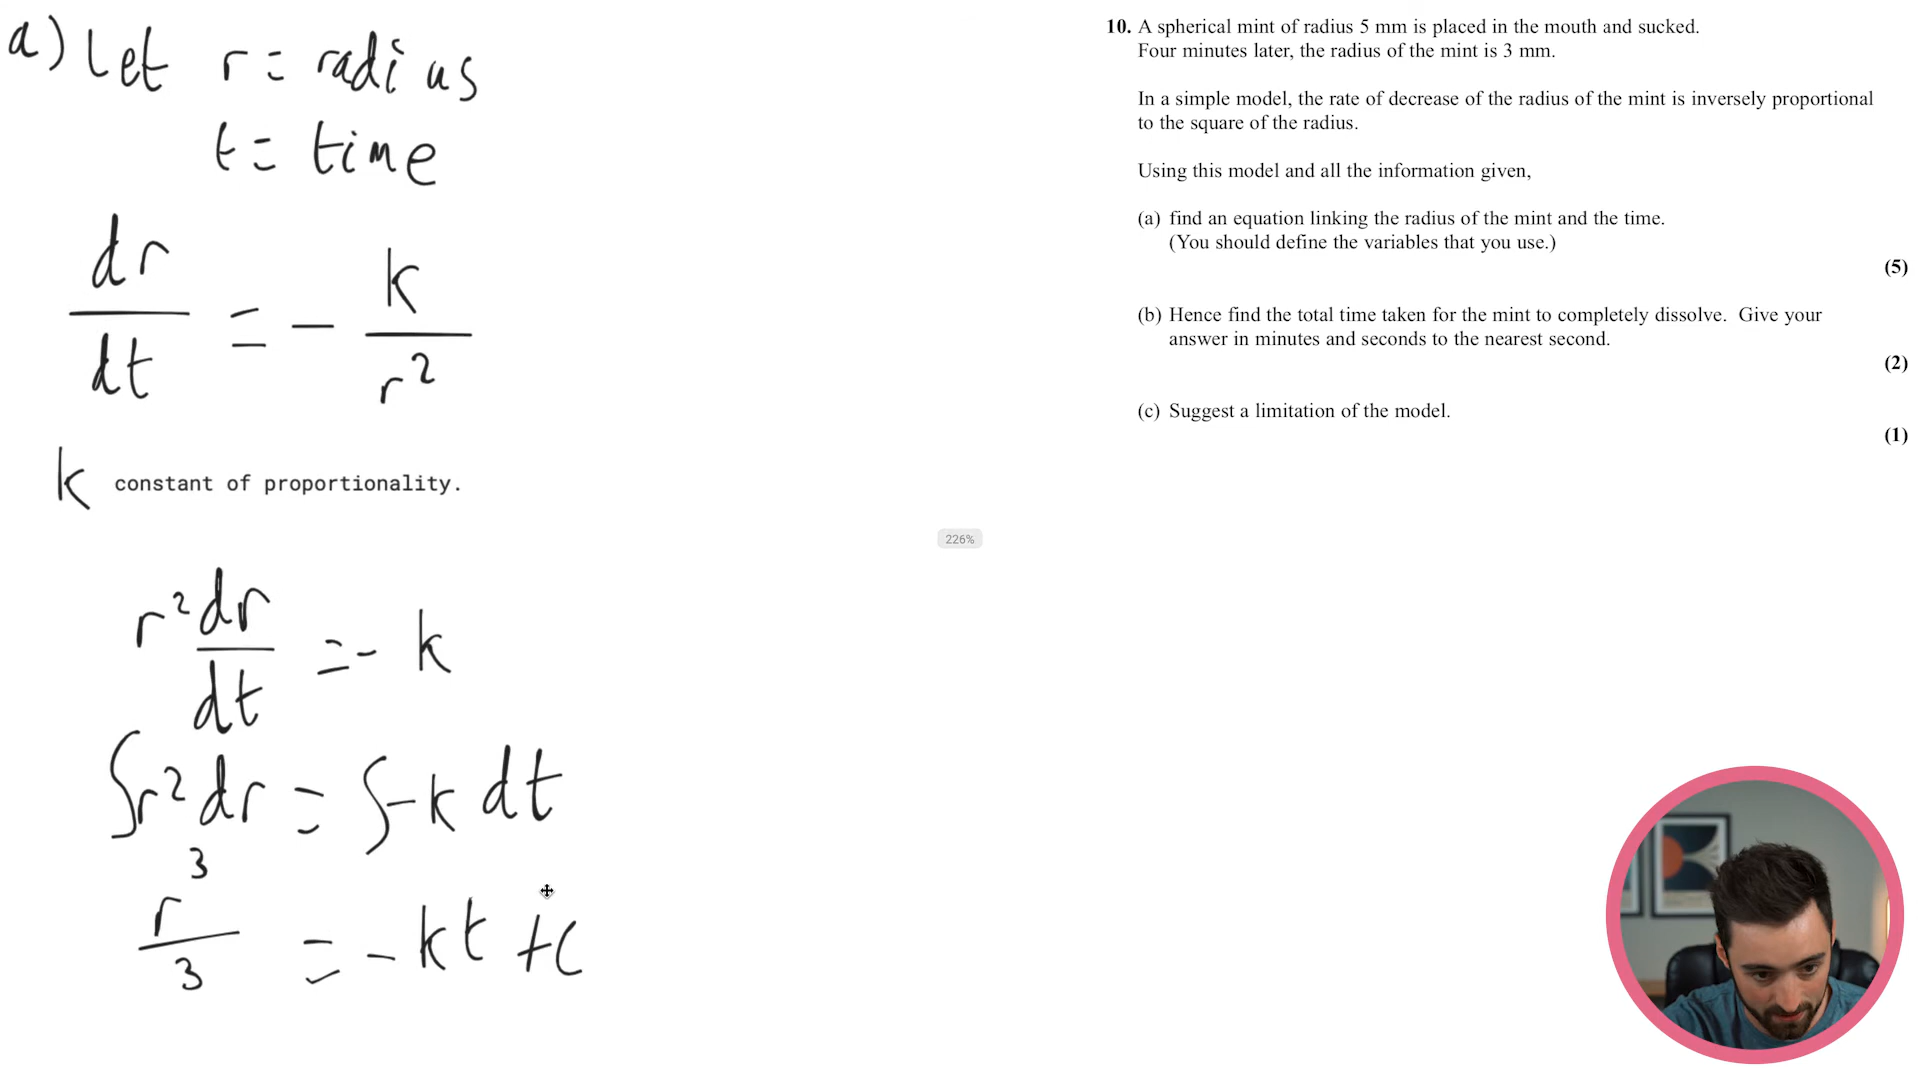 a) Let r = radius
t = time
dr/dt = - k/r²
k constant of proportionality.
r² dr/dt = - k
∫r² dr = ∫-k dt
r³/3 = - kt + c
226%
10. A spherical mint of radius 5 mm is placed in the mouth and sucked.
Four minutes later, the radius of the mint is 3 mm.
In a simple model, the rate of decrease of the radius of the mint is inversely proportional
to the square of the radius.
Using this model and all the information given,
(a) find an equation linking the radius of the mint and the time.
(You should define the variables that you use.)
(5)
(b) Hence find the total time taken for the mint to completely dissolve. Give your
answer in minutes and seconds to the nearest second.
(2)
(c) Suggest a limitation of the model.
(1)